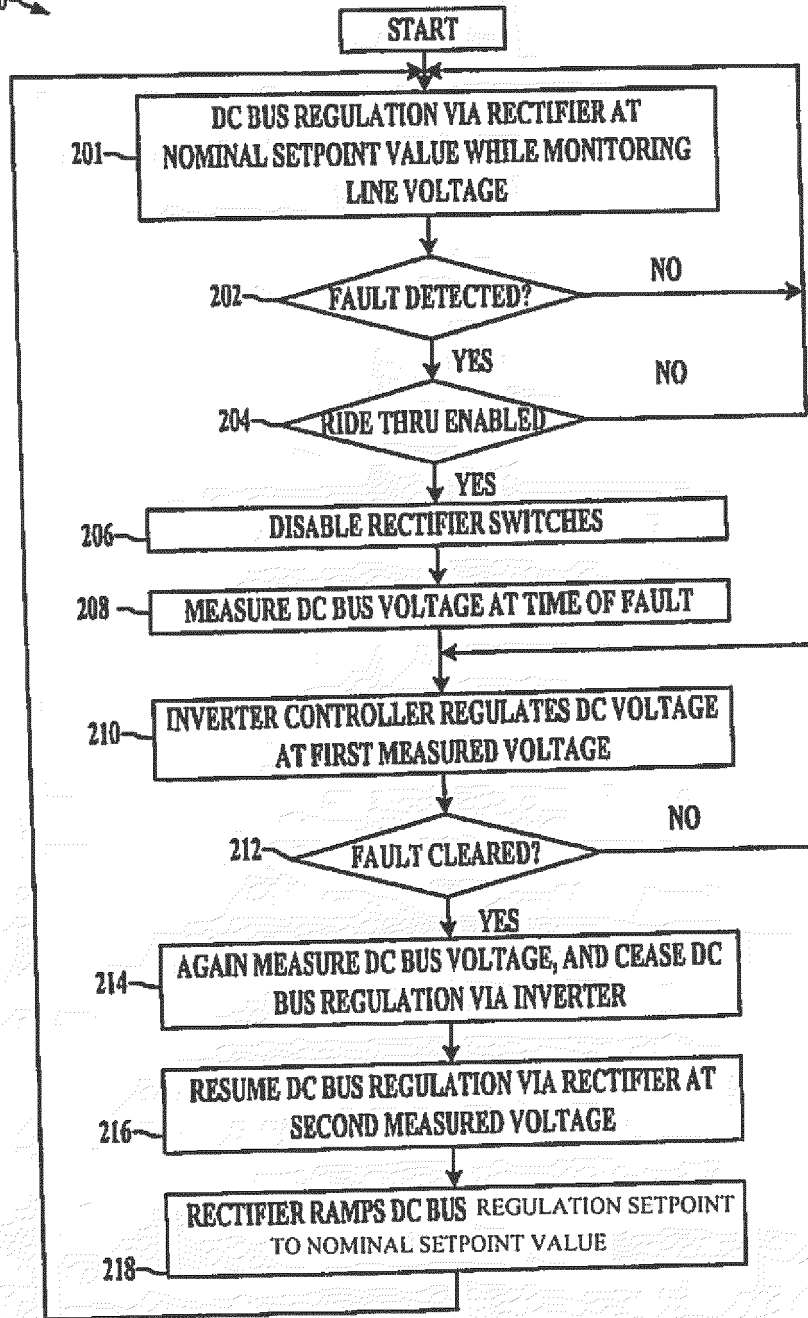 START
201
DC BUS REGULATION VIA RECTIFIER AT
NOMINAL SETPOINT VALUE WHILE MONITORING
LINE VOLTAGE
202
FAULT DETECTED?
NO
YES
204
RIDE THRU ENABLED
NO
YES
206
DISABLE RECTIFIER SWITCHES
208
MEASURE DC BUS VOLTAGE AT TIME OF FAULT
210
INVERTER CONTROLLER REGULATES DC VOLTAGE
AT FIRST MEASURED VOLTAGE
212
FAULT CLEARED?
NO
YES
214
AGAIN MEASURE DC BUS VOLTAGE, AND CEASE DC
BUS REGULATION VIA INVERTER
216
RESUME DC BUS REGULATION VIA RECTIFIER AT
SECOND MEASURED VOLTAGE
218
RECTIFIER RAMPS DC BUS REGULATION SETPOINT
TO NOMINAL SETPOINT VALUE